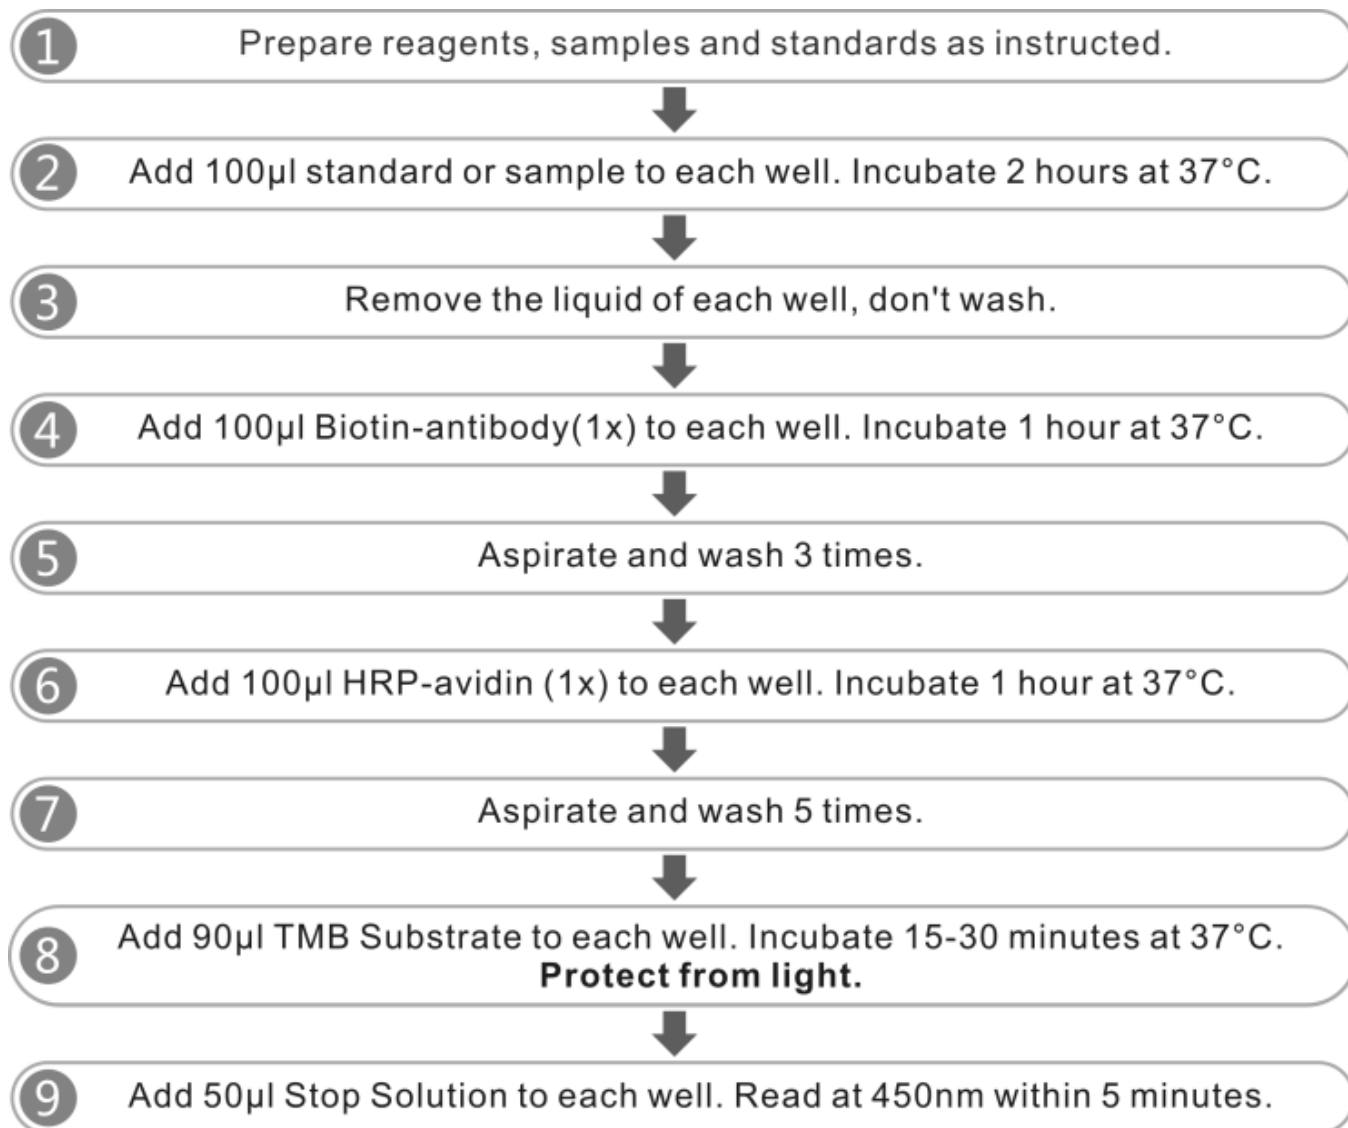 1 Prepare reagents, samples and standards as instructed.
2 Add 100µl standard or sample to each well. Incubate 2 hours at 37°C.
3 Remove the liquid of each well, don't wash.
4 Add 100µl Biotin-antibody(1x) to each well. Incubate 1 hour at 37°C.
5 Aspirate and wash 3 times.
6 Add 100µl HRP-avidin (1x) to each well. Incubate 1 hour at 37°C.
7 Aspirate and wash 5 times.
8 Add 90µl TMB Substrate to each well. Incubate 15-30 minutes at 37°C.
Protect from light.
9 Add 50µl Stop Solution to each well. Read at 450nm within 5 minutes.